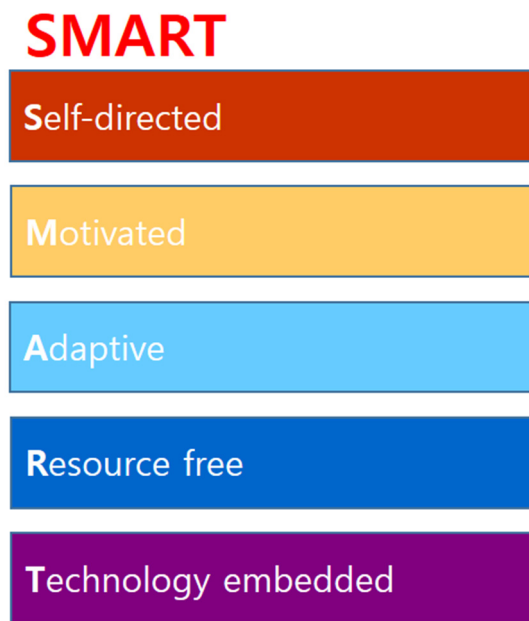 SMART
Self-directed
Motivated
Adaptive
Resource free
Technology embedded